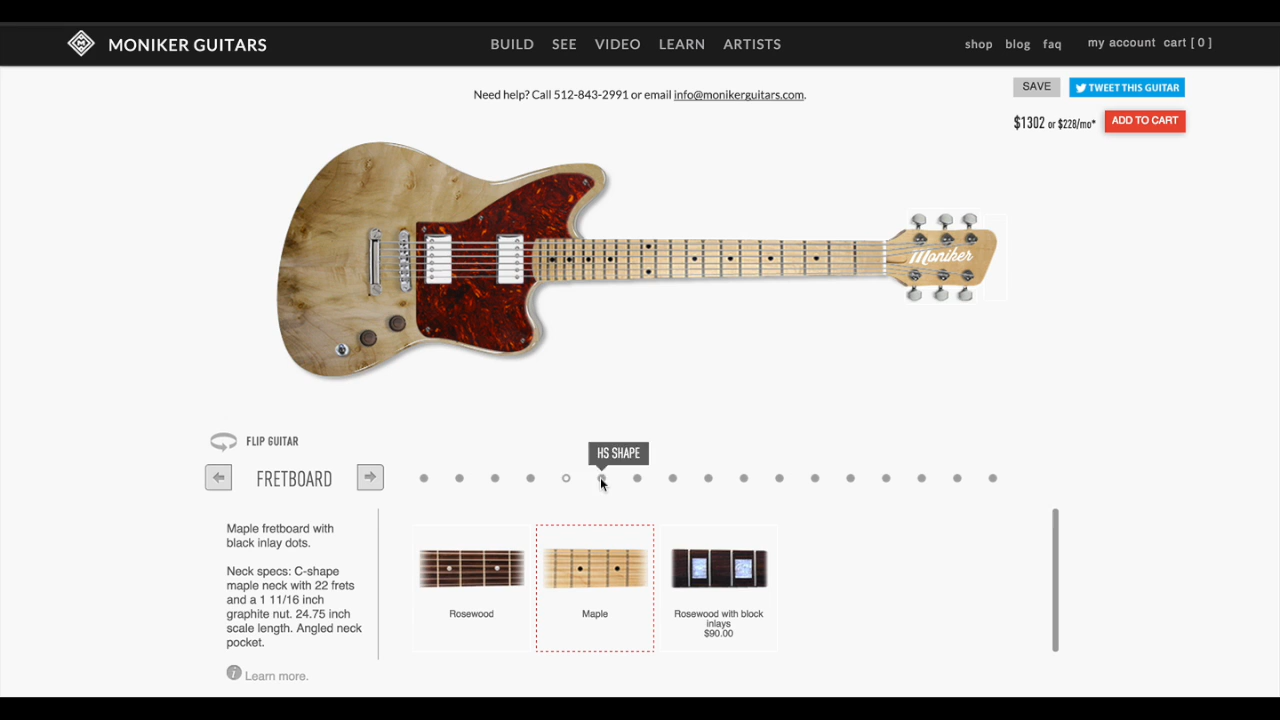 MONIKER GUITARS
BUILD SEE VIDEO LEARN ARTISTS
shop blog faq my account cart [ 0 ]
Need help? Call 512-843-2991 or email info@monikerguitars.com.
SAVE
TWEET THIS GUITAR
$1302 or $228/mo*
ADD TO CART
Moniker
FLIP GUITAR
HS SHAPE
FRETBOARD
Maple fretboard with
black inlay dots.
Neck specs: C-shape
maple neck with 22 frets
and a 1 11/16 inch
graphite nut. 24.75 inch
scale length. Angled neck
pocket.
Learn more.
Rosewood
Maple
Rosewood with block
inlays
$90.00